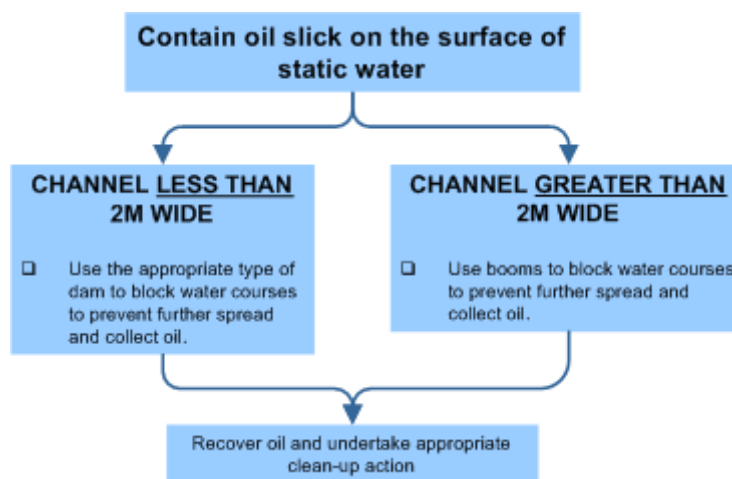 Contain oil slick on the surface of
static water
CHANNEL LESS THAN
2M WIDE
❑ Use the appropriate type of
dam to block water courses
to prevent further spread
and collect oil.
CHANNEL GREATER THAN
2M WIDE
❑ Use booms to block water courses
to prevent further spread and
collect oil.
Recover oil and undertake appropriate
clean-up action